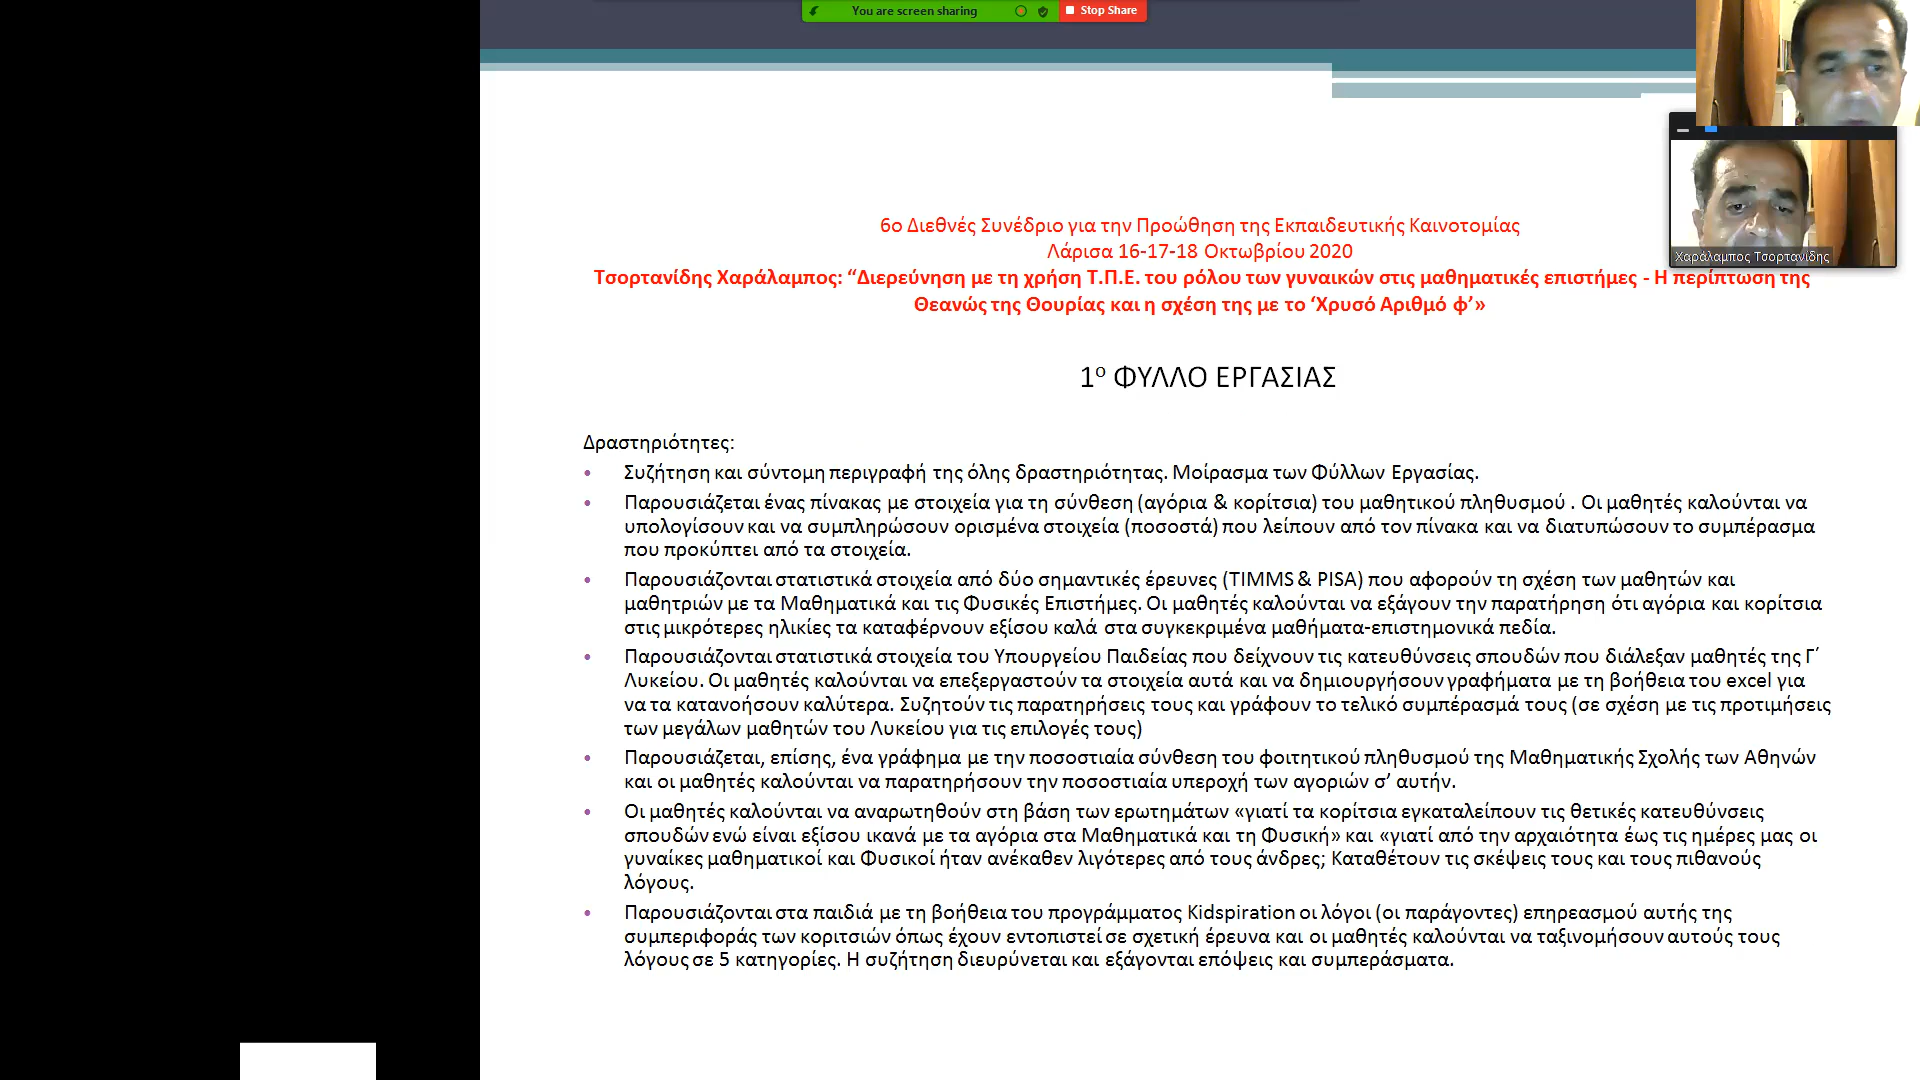 You are screen sharing
Stop Share
Χαράλαμπος Τσορτανίδης
6ο Διεθνές Συνέδριο για την Προώθηση της Εκπαιδευτικής Καινοτομίας
Λάρισα 16-17-18 Οκτωβρίου 2020
Τσορτανίδης Χαράλαμπος: “Διερεύνηση με τη χρήση Τ.Π.Ε. του ρόλου των γυναικών στις μαθηματικές επιστήμες - Η περίπτωση της
Θεανώς της Θουρίας και η σχέση της με το ‘Χρυσό Αριθμό φ’»
1ο ΦΥΛΛΟ ΕΡΓΑΣΙΑΣ
Δραστηριότητες:
• Συζήτηση και σύντομη περιγραφή της όλης δραστηριότητας. Μοίρασμα των Φύλλων Εργασίας.
• Παρουσιάζεται ένας πίνακας με στοιχεία για τη σύνθεση (αγόρια & κορίτσια) του μαθητικού πληθυσμού . Οι μαθητές καλούνται να
υπολογίσουν και να συμπληρώσουν ορισμένα στοιχεία (ποσοστά) που λείπουν από τον πίνακα και να διατυπώσουν το συμπέρασμα
που προκύπτει από τα στοιχεία.
• Παρουσιάζονται στατιστικά στοιχεία από δύο σημαντικές έρευνες (TIMMS & PISA) που αφορούν τη σχέση των μαθητών και
μαθητριών με τα Μαθηματικά και τις Φυσικές Επιστήμες. Οι μαθητές καλούνται να εξάγουν την παρατήρηση ότι αγόρια και κορίτσια
στις μικρότερες ηλικίες τα καταφέρνουν εξίσου καλά στα συγκεκριμένα μαθήματα-επιστημονικά πεδία.
• Παρουσιάζονται στατιστικά στοιχεία του Υπουργείου Παιδείας που δείχνουν τις κατευθύνσεις σπουδών που διάλεξαν μαθητές της Γ΄
Λυκείου. Οι μαθητές καλούνται να επεξεργαστούν τα στοιχεία αυτά και να δημιουργήσουν γραφήματα με τη βοήθεια του excel για
να τα κατανοήσουν καλύτερα. Συζητούν τις παρατηρήσεις τους και γράφουν το τελικό συμπέρασμά τους (σε σχέση με τις προτιμήσεις
των μεγάλων μαθητών του Λυκείου για τις επιλογές τους)
• Παρουσιάζεται, επίσης, ένα γράφημα με την ποσοστιαία σύνθεση του φοιτητικού πληθυσμού της Μαθηματικής Σχολής των Αθηνών
και οι μαθητές καλούνται να παρατηρήσουν την ποσοστιαία υπεροχή των αγοριών σ’ αυτήν.
• Οι μαθητές καλούνται να αναρωτηθούν στη βάση των ερωτημάτων «γιατί τα κορίτσια εγκαταλείπουν τις θετικές κατευθύνσεις
σπουδών ενώ είναι εξίσου ικανά με τα αγόρια στα Μαθηματικά και τη Φυσική» και «γιατί από την αρχαιότητα έως τις ημέρες μας οι
γυναίκες μαθηματικοί και Φυσικοί ήταν ανέκαθεν λιγότερες από τους άνδρες; Καταθέτουν τις σκέψεις τους και τους πιθανούς
λόγους.
• Παρουσιάζονται στα παιδιά με τη βοήθεια του προγράμματος Kidspiration οι λόγοι (οι παράγοντες) επηρεασμού αυτής της
συμπεριφοράς των κοριτσιών όπως έχουν εντοπιστεί σε σχετική έρευνα και οι μαθητές καλούνται να ταξινομήσουν αυτούς τους
λόγους σε 5 κατηγορίες. Η συζήτηση διευρύνεται και εξάγονται επόψεις και συμπεράσματα.